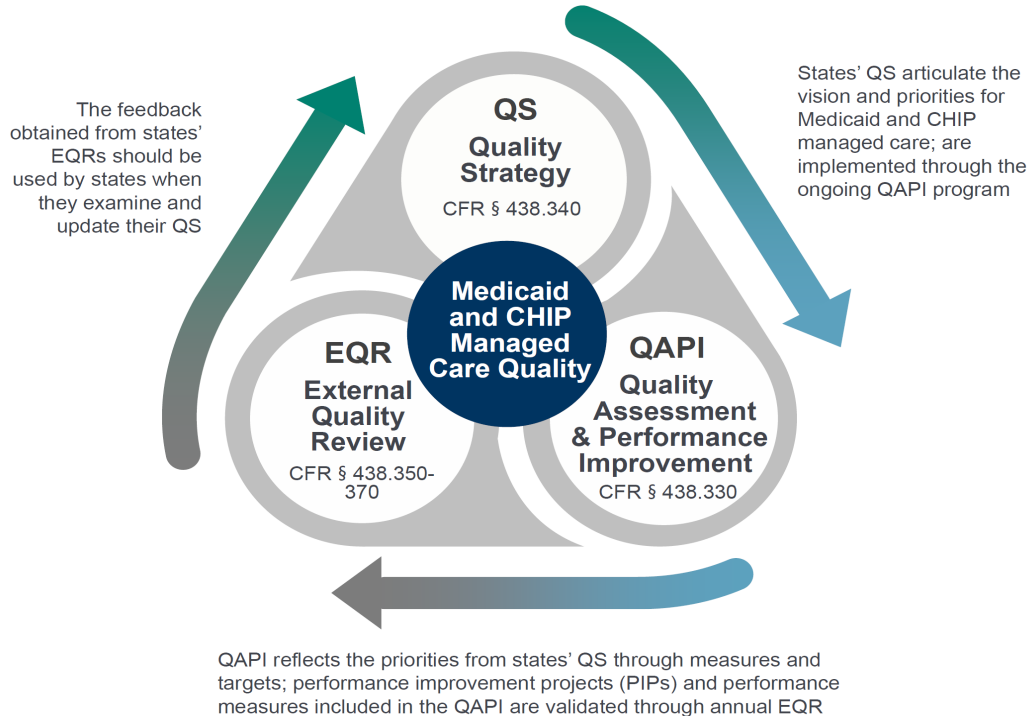 The feedback
obtained from states’
EQRs should be
used by states when
they examine and
update their QS
QS
Quality
Strategy
CFR § 438.340
States’ QS articulate the
vision and priorities for
Medicaid and CHIP
managed care; are
implemented through the
ongoing QAPI program
Medicaid
and CHIP
Managed
Care Quality
EQR
External
Quality
Review
CFR § 438.350-
370
QAPI
Quality
Assessment
& Performance
Improvement
CFR § 438.330
QAPI reflects the priorities from states’ QS through measures and
targets; performance improvement projects (PIPs) and performance
measures included in the QAPI are validated through annual EQR